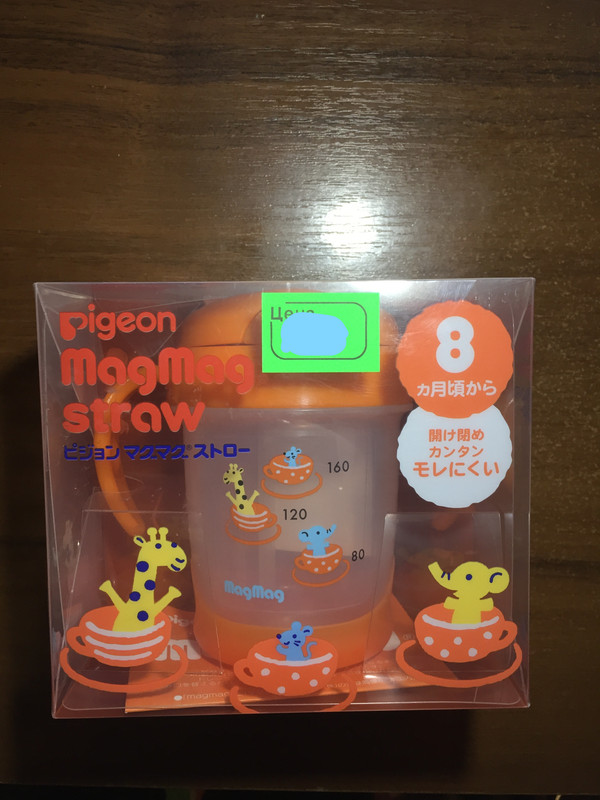 Pigeon
MagMag
straw
ピジョン マグマグ® ストロー
Цена
8
カ月頃から
開け閉め
カンタン
モレにくい
160
120
80
MagMag